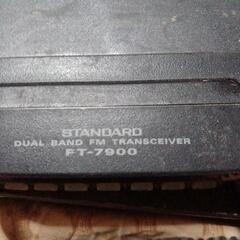 STANDARD
DUAL BAND FM TRANSCEIVER
FT-7900